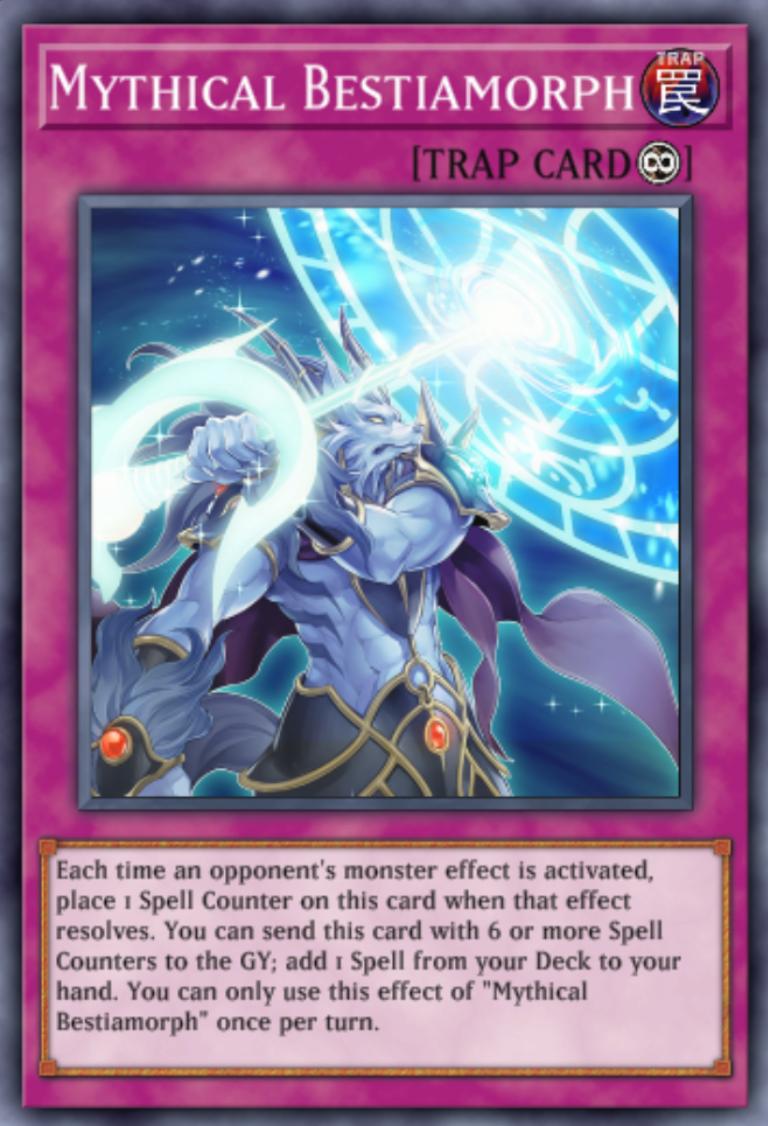 MYTHICAL BESTIAMORPH
TRAP
罠
[TRAP CARD♾]
Each time an opponent's monster effect is activated,
place 1 Spell Counter on this card when that effect
resolves. You can send this card with 6 or more Spell
Counters to the GY; add 1 Spell from your Deck to your
hand. You can only use this effect of "Mythical
Bestiamorph" once per turn.